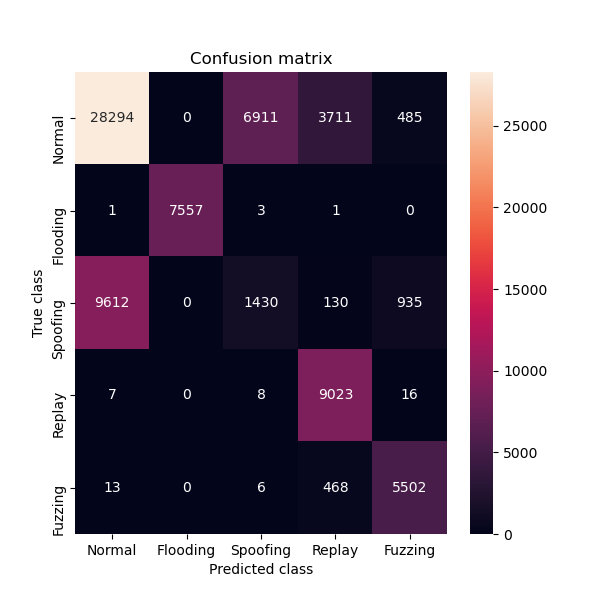 Confusion matrix
Normal 28294 0 6911 3711 485
Flooding 1 7557 3 1 0
Spoofing 9612 0 1430 130 935
Replay 7 0 8 9023 16
Fuzzing 13 0 6 468 5502
Normal Flooding Spoofing Replay Fuzzing
Predicted class
True class
25000
20000
15000
10000
5000
0